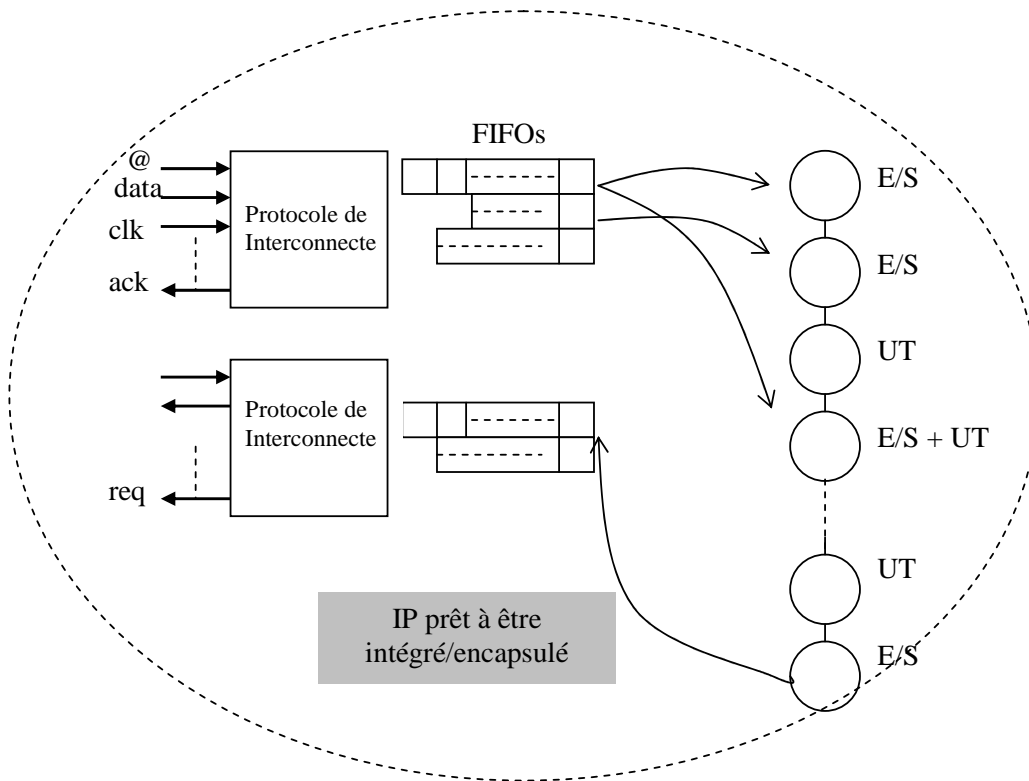 FIFOs
@
data
clk
ack
Protocole de
Interconnecte
E/S
E/S
UT
E/S + UT
Protocole de
Interconnecte
req
UT
E/S
IP prêt à être
intégré/encapsulé